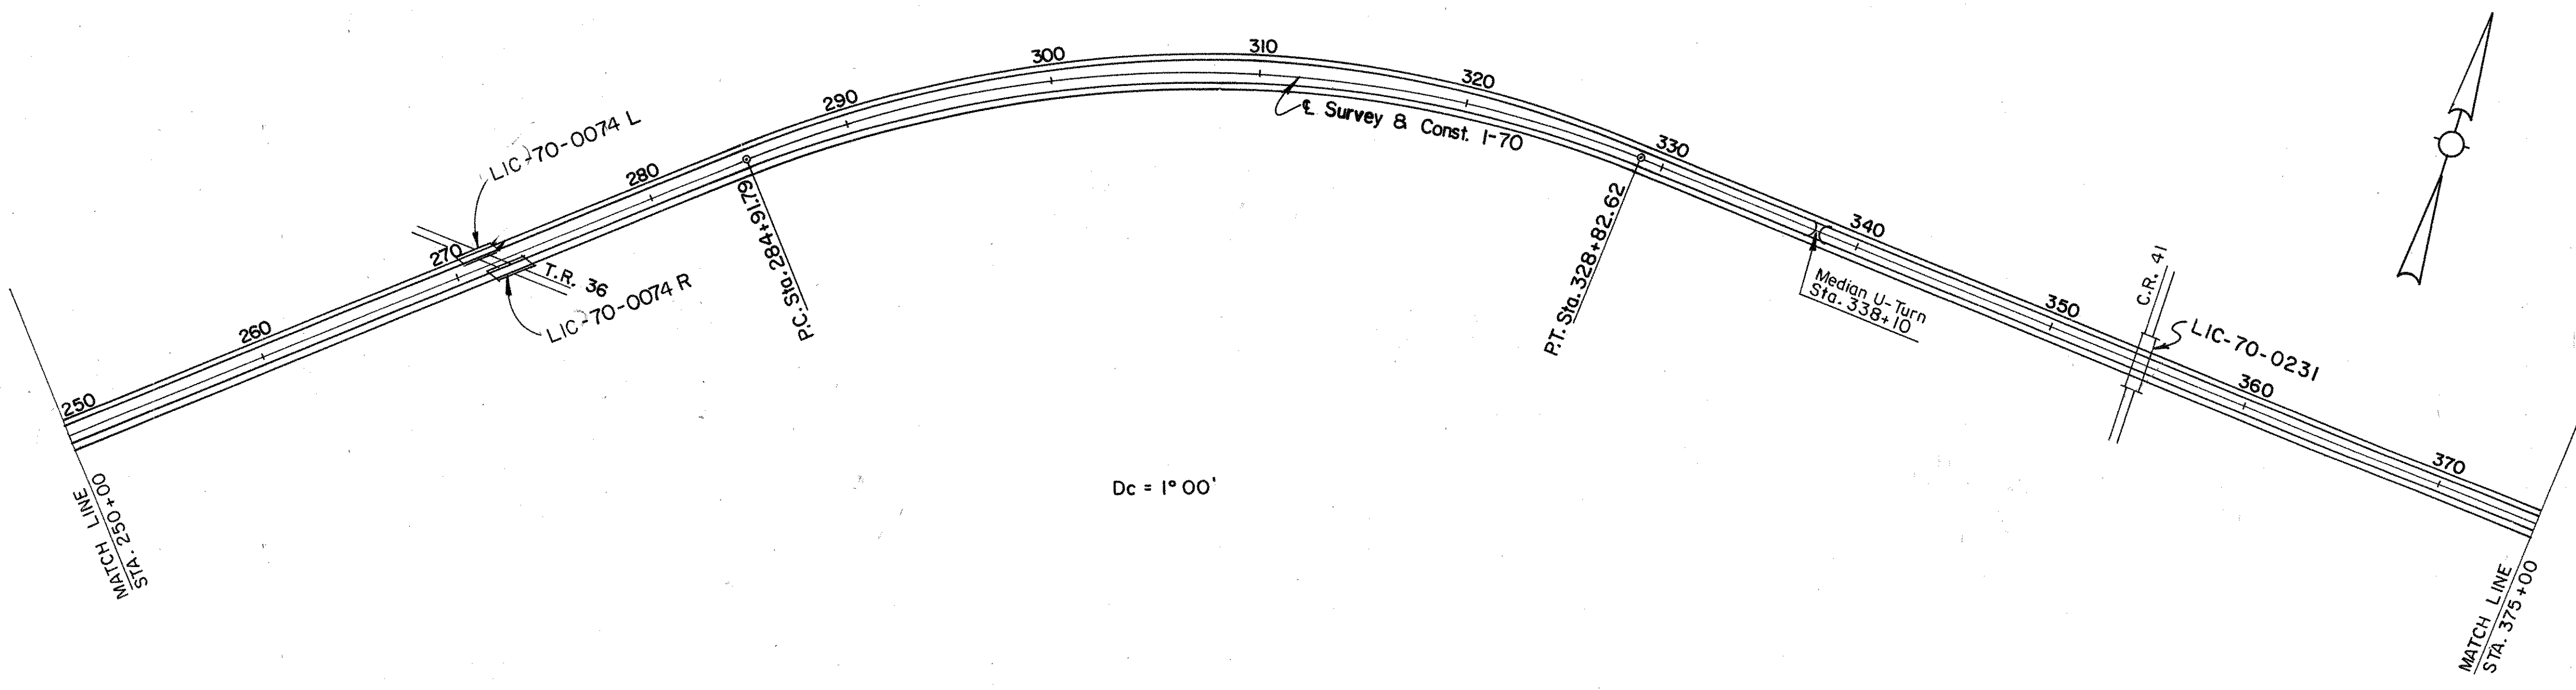 250
260
270
280
290
300
310
320
330
340
350
360
370
LIC-70-0074 L
T.R. 36
LIC-70-0074 R
P.C. Sta. 284+91.79
℄ Survey & Const. I-70
P.T. Sta. 328+82.62
Median U-Turn
Sta. 338+10
C.R. 41
LIC-70-0231
MATCH LINE
STA. 250+00
Dc = 1° 00'
MATCH LINE
STA. 375+00